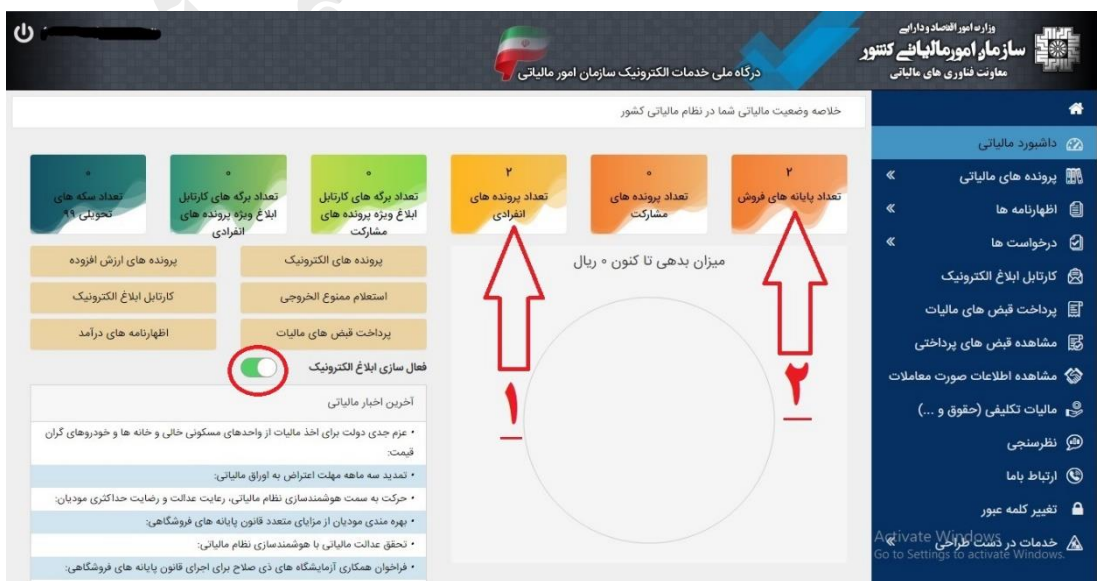 وزارت امور اقتصاد و دارایی
سازمان امور مالیاتی کشور
معاونت فناوری های مالیاتی
درگاه ملی خدمات الکترونیک سازمان امور مالیاتی
خلاصه وضعیت مالیاتی شما در نظام مالیاتی کشور
داشبورد مالیاتی
پرونده های مالیاتی
اظهارنامه ها
درخواست ها
کارتابل ابلاغ الکترونیک
پرداخت قبض های مالیات
مشاهده قبض های پرداختی
مشاهده اطلاعات صورت معاملات
مالیات تکلیفی (حقوق و ...)
نظرسنجی
ارتباط باما
تغییر کلمه عبور
خدمات در دست طراحی
۲
تعداد پایانه های فروش
۰
تعداد پرونده های
مشارکت
۲
تعداد پرونده های
انفرادی
۰
تعداد برگه های کارتابل
ابلاغ ویژه پرونده های
مشارکت
۰
تعداد برگه های کارتابل
ابلاغ ویژه پرونده های
انفرادی
۰
تعداد سکه های
تحویلی ۹۹
میزان بدهی تا کنون ۰ ریال
۲
۱
پرونده های الکترونیک
پرونده های ارزش افزوده
استعلام ممنوع الخروجی
کارتابل ابلاغ الکترونیک
پرداخت قبض های مالیات
اظهارنامه های درآمد
فعال سازی ابلاغ الکترونیک
آخرین اخبار مالیاتی
• عزم جدی دولت برای اخذ مالیات از واحدهای مسکونی خالی و خانه ها و خودروهای گران
قیمت:
• تمدید سه ماهه مهلت اعتراض به اوراق مالیاتی:
• حرکت به سمت هوشمندسازی نظام مالیاتی، رعایت عدالت و رضایت حداکثری مودیان:
• بهره مندی مودیان از مزایای متعدد قانون پایانه های فروشگاهی:
• تحقق عدالت مالیاتی با هوشمندسازی نظام مالیاتی:
• فراخوان همکاری آزمایشگاه های ذی صلاح برای اجرای قانون پایانه های فروشگاهی:
Activate Windows
Go to Settings to activate Windows.